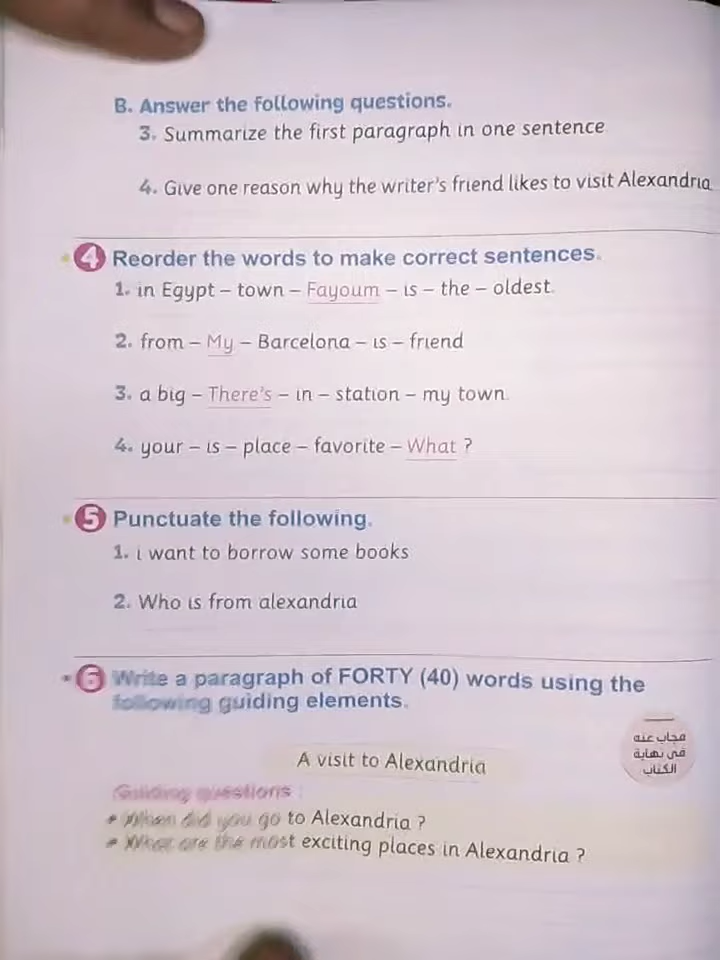 B. Answer the following questions.
3. Summarize the first paragraph in one sentence
4. Give one reason why the writer's friend likes to visit Alexandria
4 Reorder the words to make correct sentences.
1. in Egypt – town – Fayoum – is – the – oldest.
2. from – My – Barcelona – is – friend
3. a big – There's – in – station – my town.
4. your – is – place – favorite – What ?
5 Punctuate the following.
1. i want to borrow some books
2. Who is from alexandria
6 Write a paragraph of FORTY (40) words using the
following guiding elements.
مجاب عنه
فى نهاية
الكتاب
A visit to Alexandria
Guiding questions :
• When did you go to Alexandria ?
• What are the most exciting places in Alexandria ?